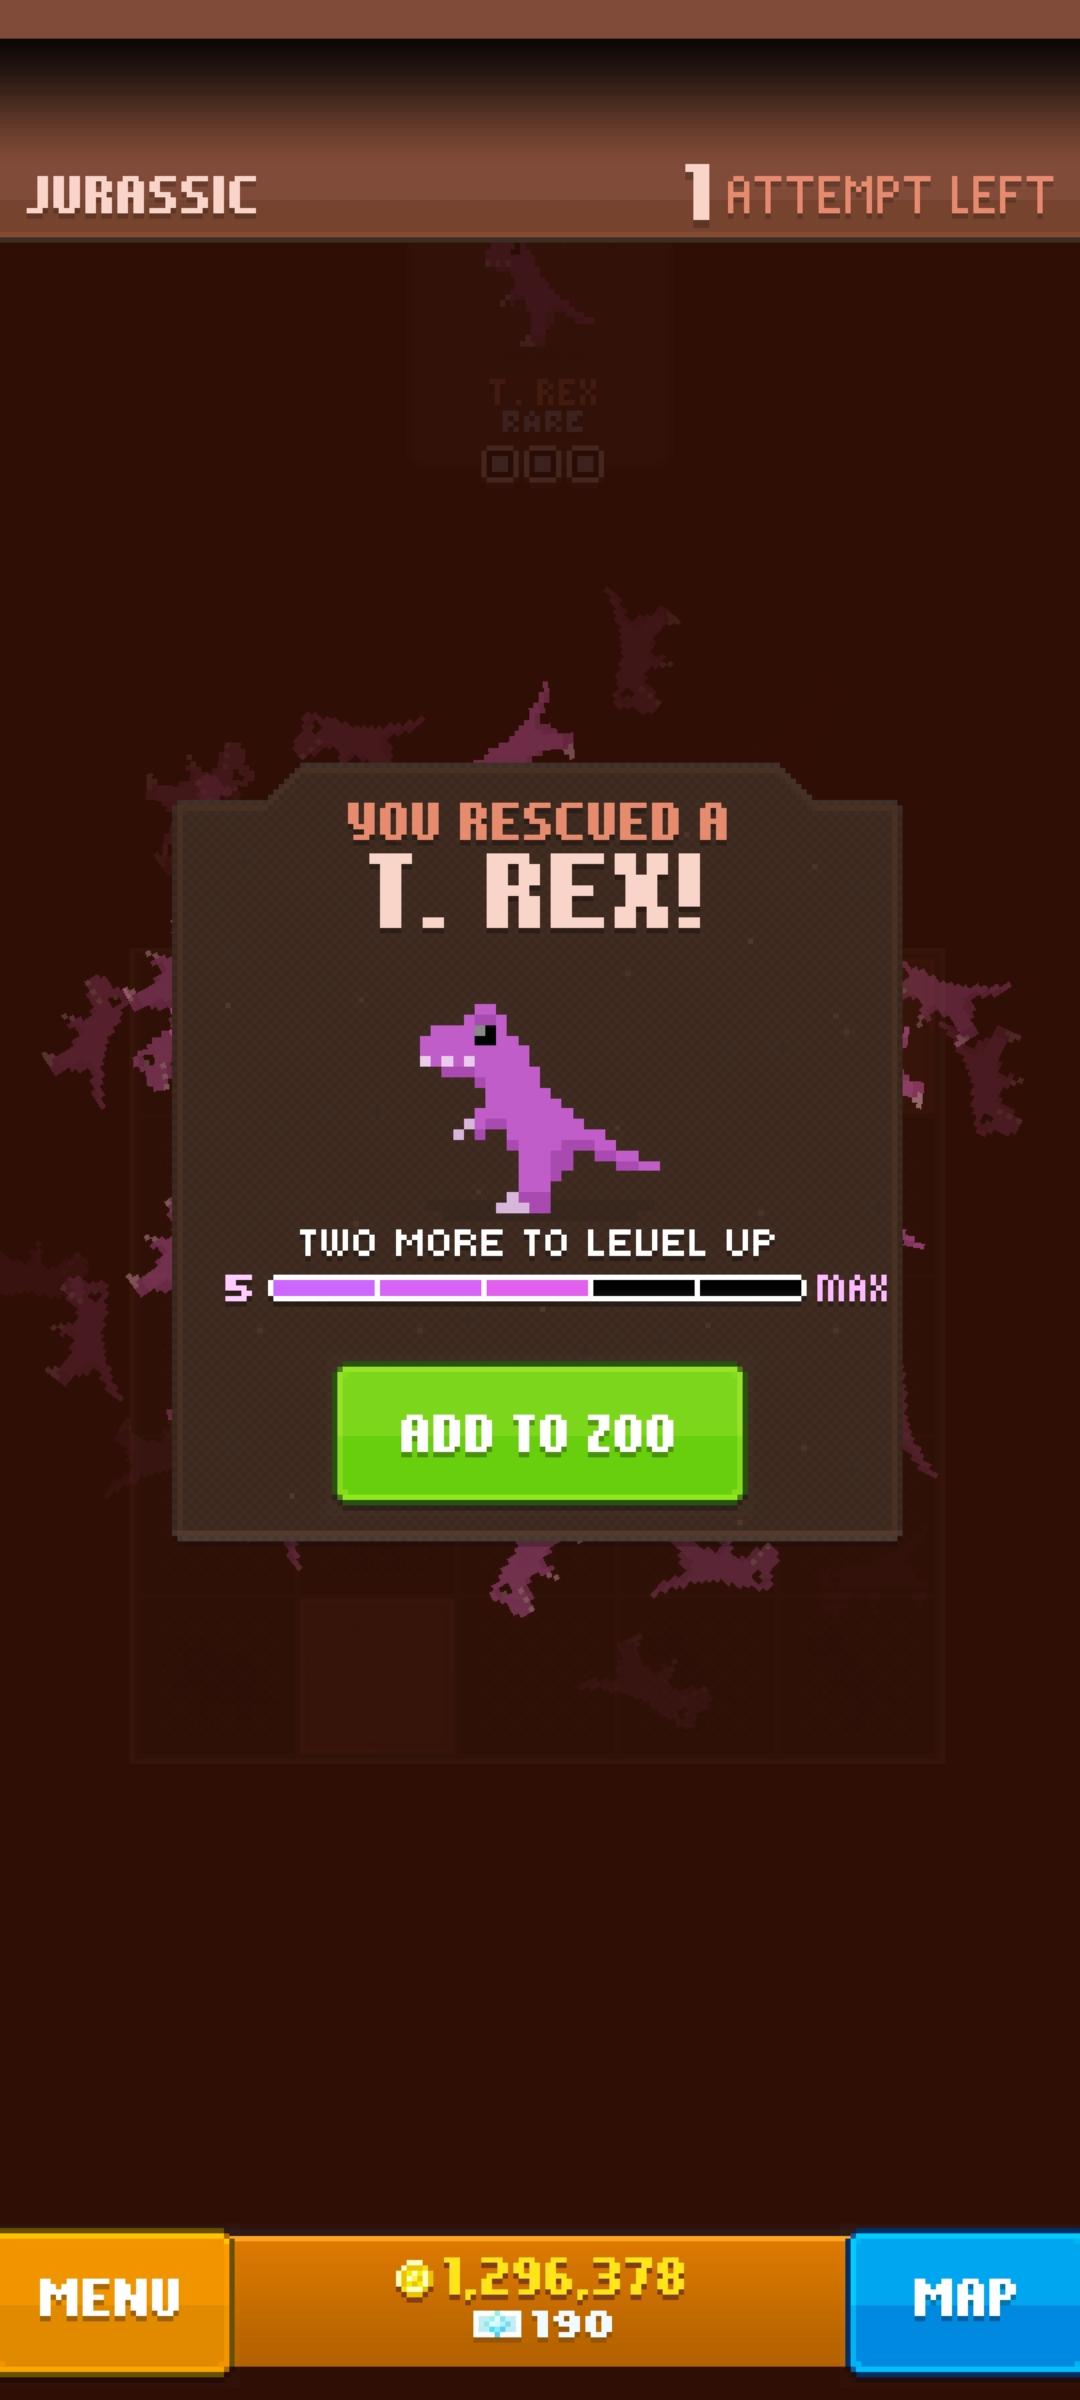 JURASSIC
1 ATTEMPT LEFT
T. REX
RARE
YOU RESCUED A
T. REX!
TWO MORE TO LEVEL UP
5 MAX
ADD TO ZOO
MENU
1,296,378
190
MAP